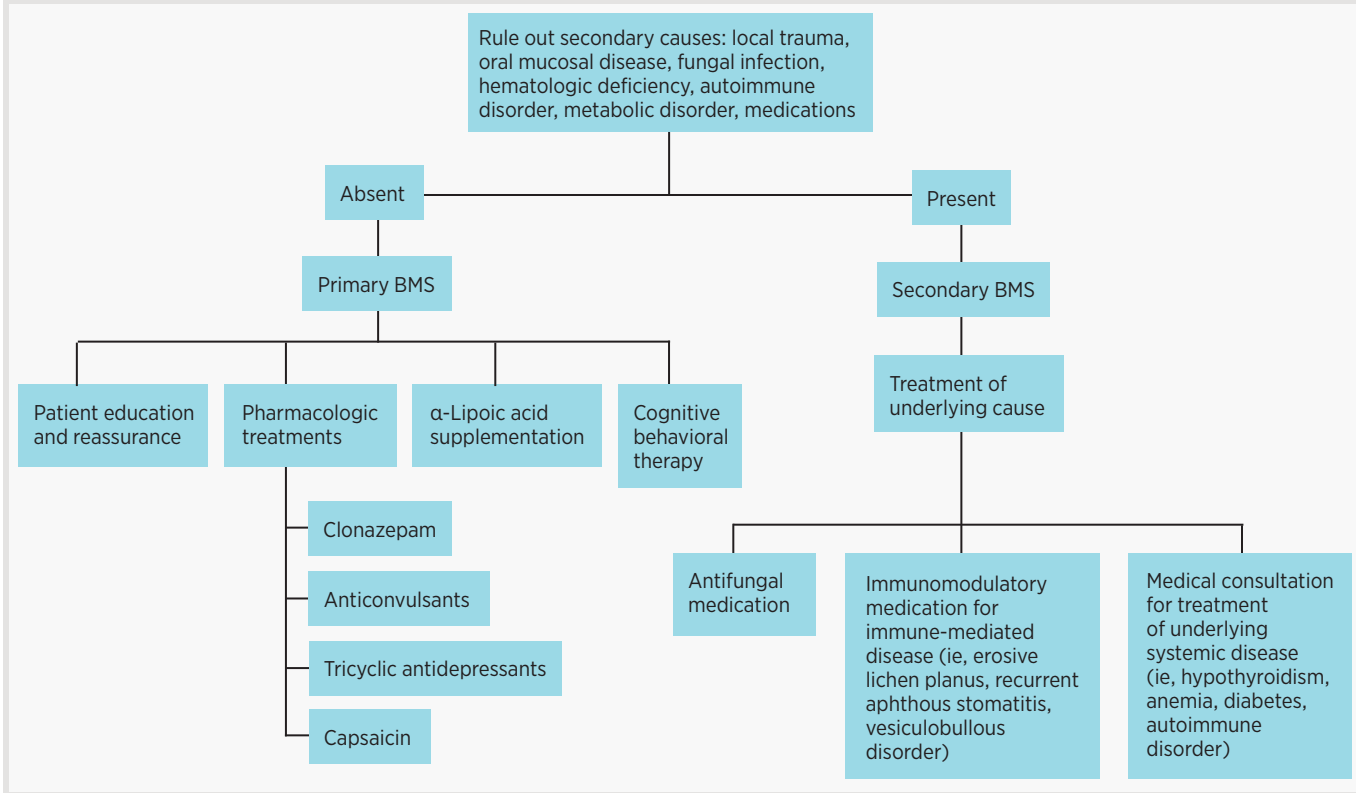 Rule out secondary causes: local trauma,
oral mucosal disease, fungal infection,
hematologic deficiency, autoimmune
disorder, metabolic disorder, medications
Absent
Present
Primary BMS
Secondary BMS
Patient education
and reassurance
Pharmacologic
treatments
α-Lipoic acid
supplementation
Cognitive
behavioral
therapy
Treatment of
underlying cause
Clonazepam
Anticonvulsants
Tricyclic antidepressants
Capsaicin
Antifungal
medication
Immunomodulatory
medication for
immune-mediated
disease (ie, erosive
lichen planus, recurrent
aphthous stomatitis,
vesiculobullous
disorder)
Medical consultation
for treatment
of underlying
systemic disease
(ie, hypothyroidism,
anemia, diabetes,
autoimmune
disorder)